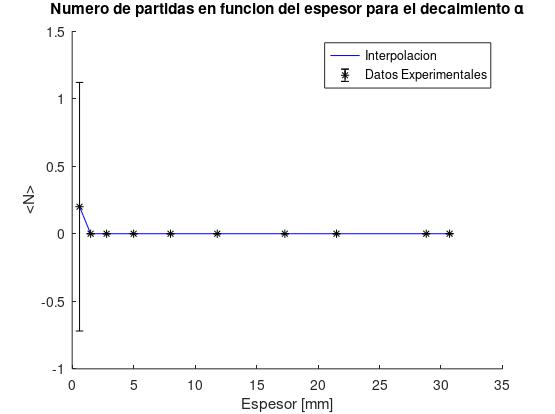 Numero de partidas en funcion del espesor para el decaimiento α
1.5
1
0.5
0
-0.5
-1
<N>
Interpolacion
Datos Experimentales
0 5 10 15 20 25 30 35
Espesor [mm]